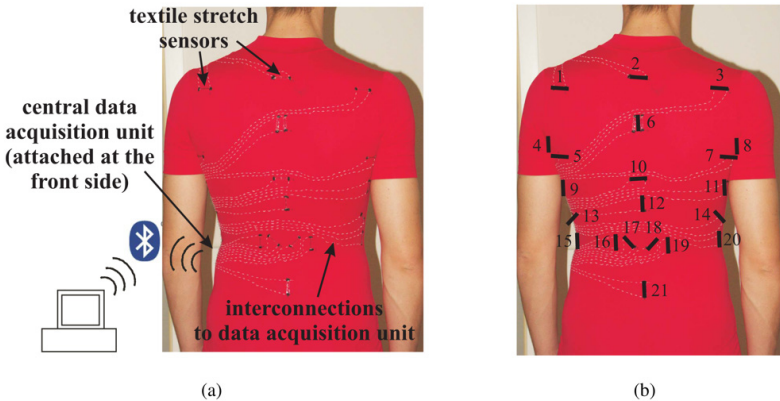 textile stretch
sensors
central data
acquisition unit
(attached at the
front side)
interconnections
to data acquisition unit
(a)
1 2 3
6
4 5 7 8
10
9 11
12
13 14
15 16 17 18 19 20
21
(b)